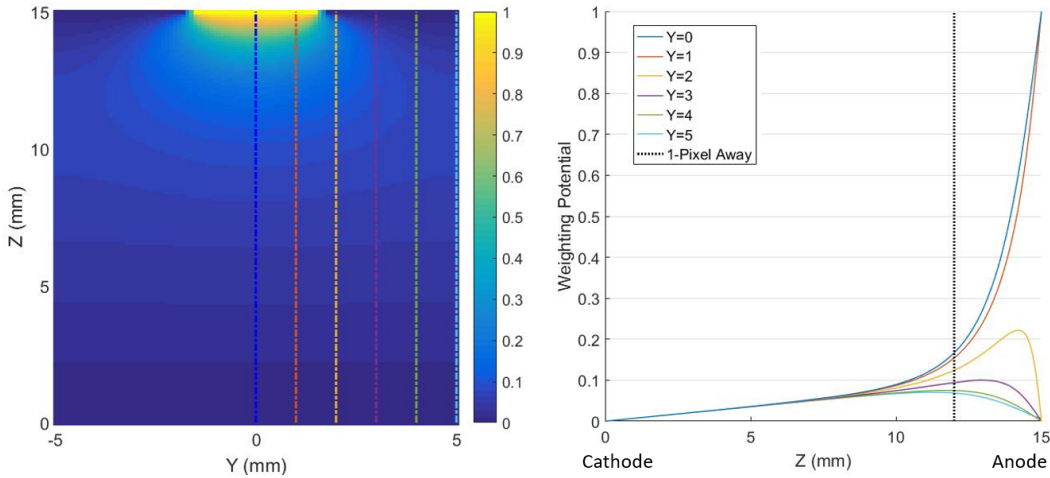 15
10
5
0
Z (mm)
-5
0
5
Y (mm)
1
0.9
0.8
0.7
0.6
0.5
0.4
0.3
0.2
0.1
0
1
0.9
0.8
0.7
0.6
0.5
0.4
0.3
0.2
0.1
0
Weighting Potential
Y=0
Y=1
Y=2
Y=3
Y=4
Y=5
1-Pixel Away
0
5
10
15
Cathode
Z (mm)
Anode